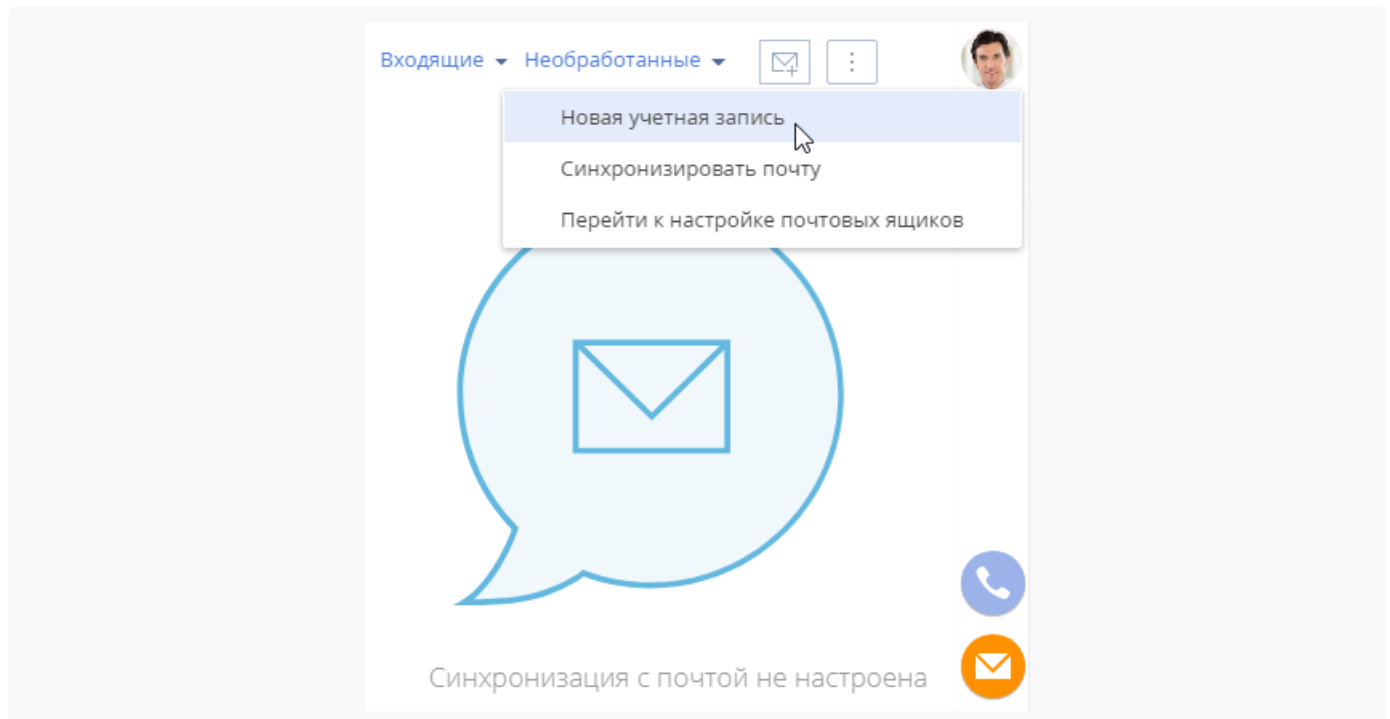 Входящие Необработанные
Новая учетная запись
Синхронизировать почту
Перейти к настройке почтовых ящиков
Синхронизация с почтой не настроена